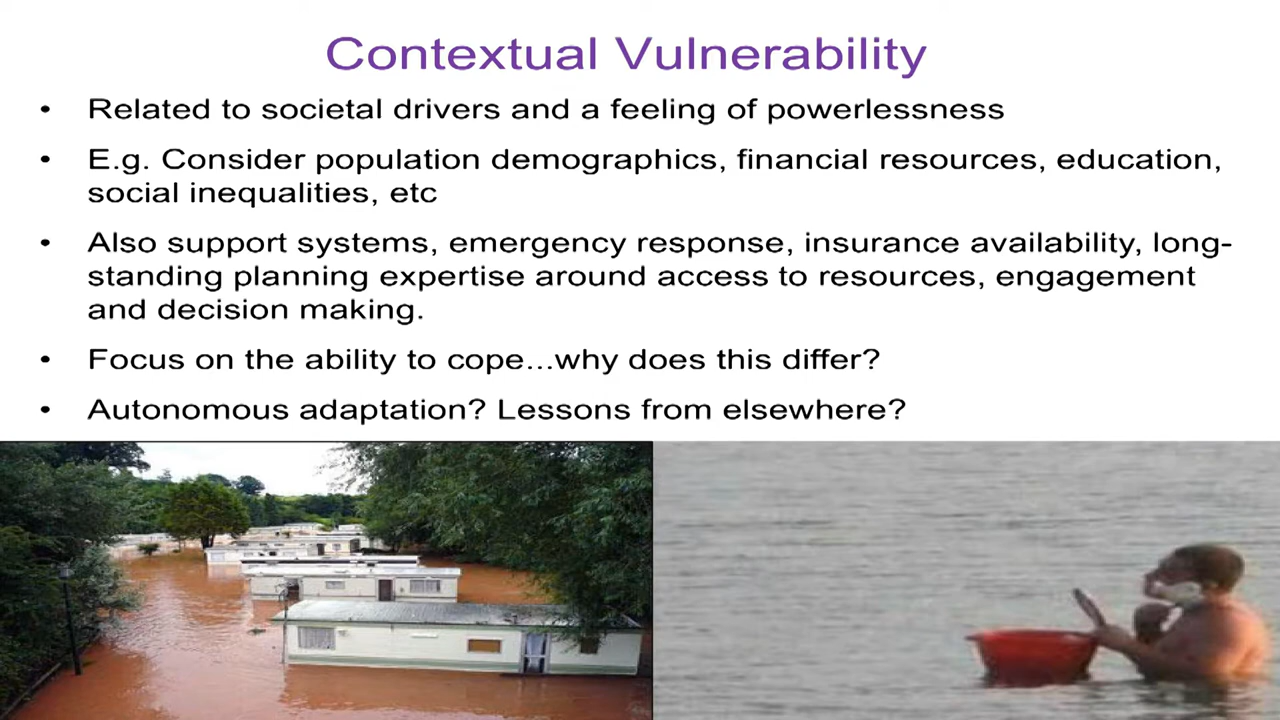 Contextual Vulnerability
• Related to societal drivers and a feeling of powerlessness
• E.g. Consider population demographics, financial resources, education,
social inequalities, etc
• Also support systems, emergency response, insurance availability, long-
standing planning expertise around access to resources, engagement
and decision making.
• Focus on the ability to cope...why does this differ?
• Autonomous adaptation? Lessons from elsewhere?